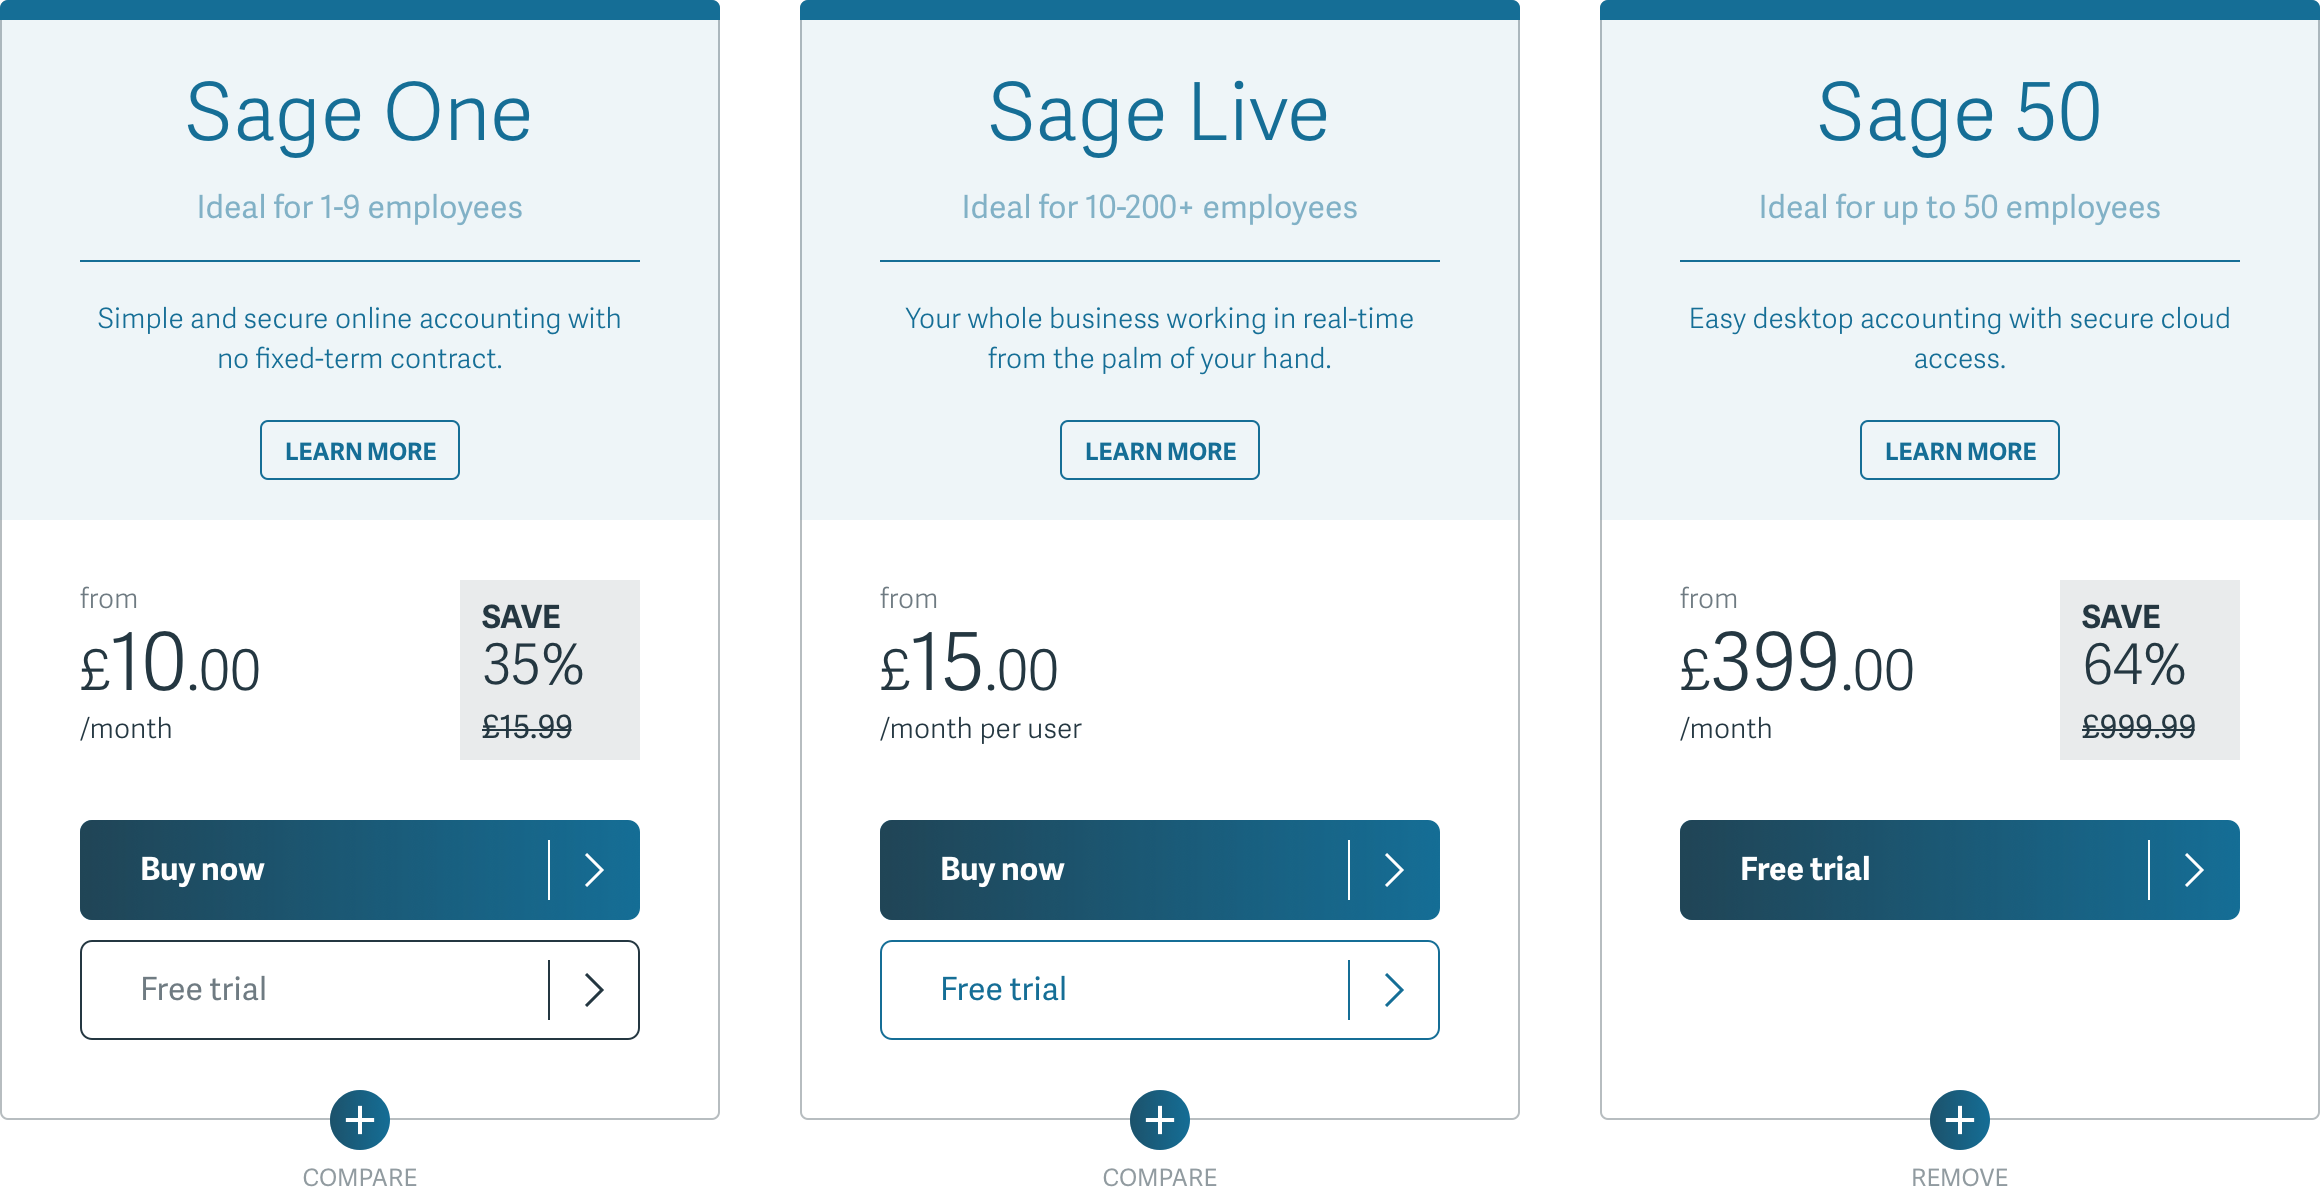 Sage One
Ideal for 1-9 employees
Simple and secure online accounting with
no fixed-term contract.
LEARN MORE
from
£10.00
/month
SAVE
35%
£15.99
Buy now
Free trial
COMPARE
Sage Live
Ideal for 10-200+ employees
Your whole business working in real-time
from the palm of your hand.
LEARN MORE
from
£15.00
/month per user
Buy now
Free trial
COMPARE
Sage 50
Ideal for up to 50 employees
Easy desktop accounting with secure cloud
access.
LEARN MORE
from
£399.00
/month
SAVE
64%
£999.99
Free trial
REMOVE